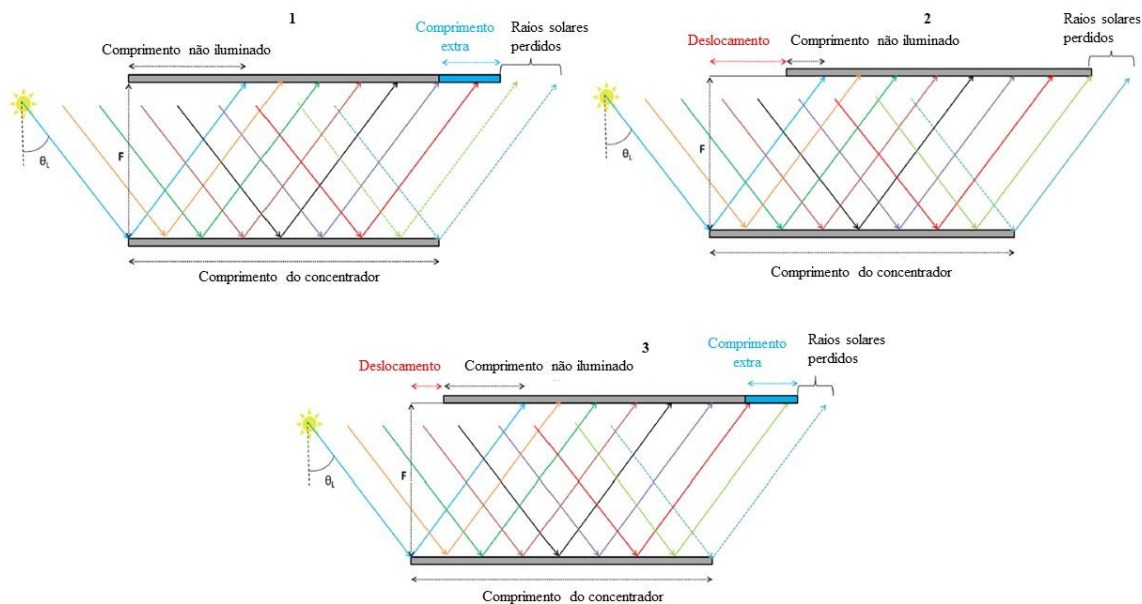 1
Comprimento não iluminado
Comprimento
extra
Raios solares
perdidos
F
θL
Comprimento do concentrador
2
Deslocamento
Comprimento não iluminado
Raios solares
perdidos
F
θL
Comprimento do concentrador
3
Deslocamento
Comprimento não iluminado
Comprimento
extra
Raios solares
perdidos
F
θL
Comprimento do concentrador